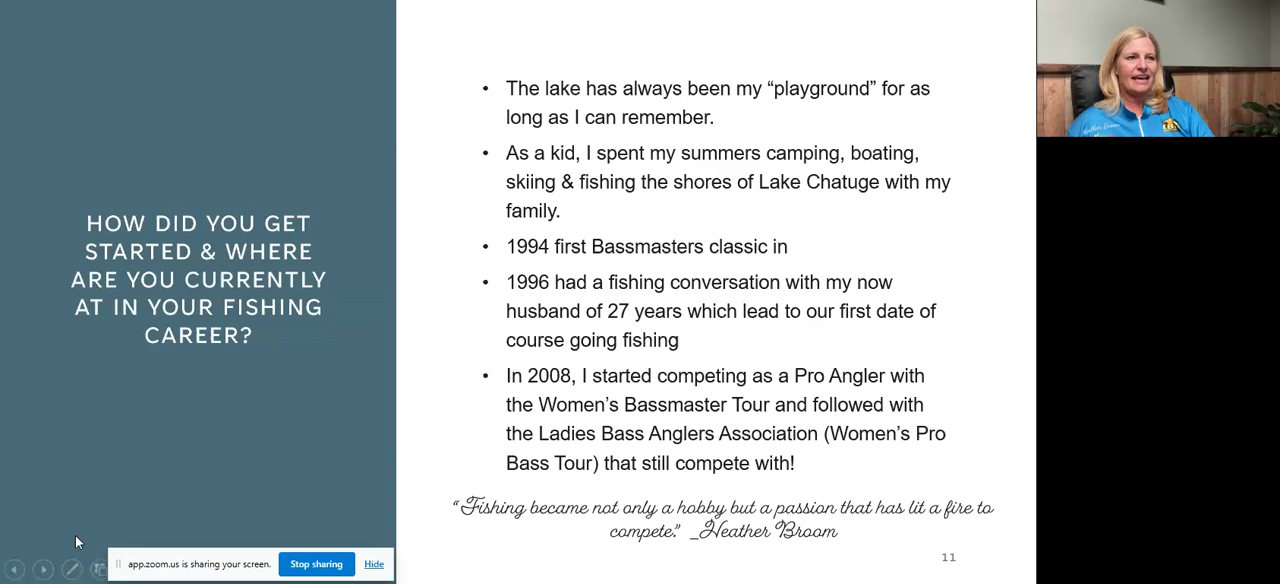 HOW DID YOU GET
STARTED & WHERE
ARE YOU CURRENTLY
AT IN YOUR FISHING
CAREER?
• The lake has always been my “playground” for as
long as I can remember.
• As a kid, I spent my summers camping, boating,
skiing & fishing the shores of Lake Chatuge with my
family.
• 1994 first Bassmasters classic in
• 1996 had a fishing conversation with my now
husband of 27 years which lead to our first date of
course going fishing
• In 2008, I started competing as a Pro Angler with
the Women’s Bassmaster Tour and followed with
the Ladies Bass Anglers Association (Women’s Pro
Bass Tour) that still compete with!
“Fishing became not only a hobby but a passion that has lit a fire to
compete.” _Heather Broom
11
app.zoom.us is sharing your screen.
Stop sharing
Hide